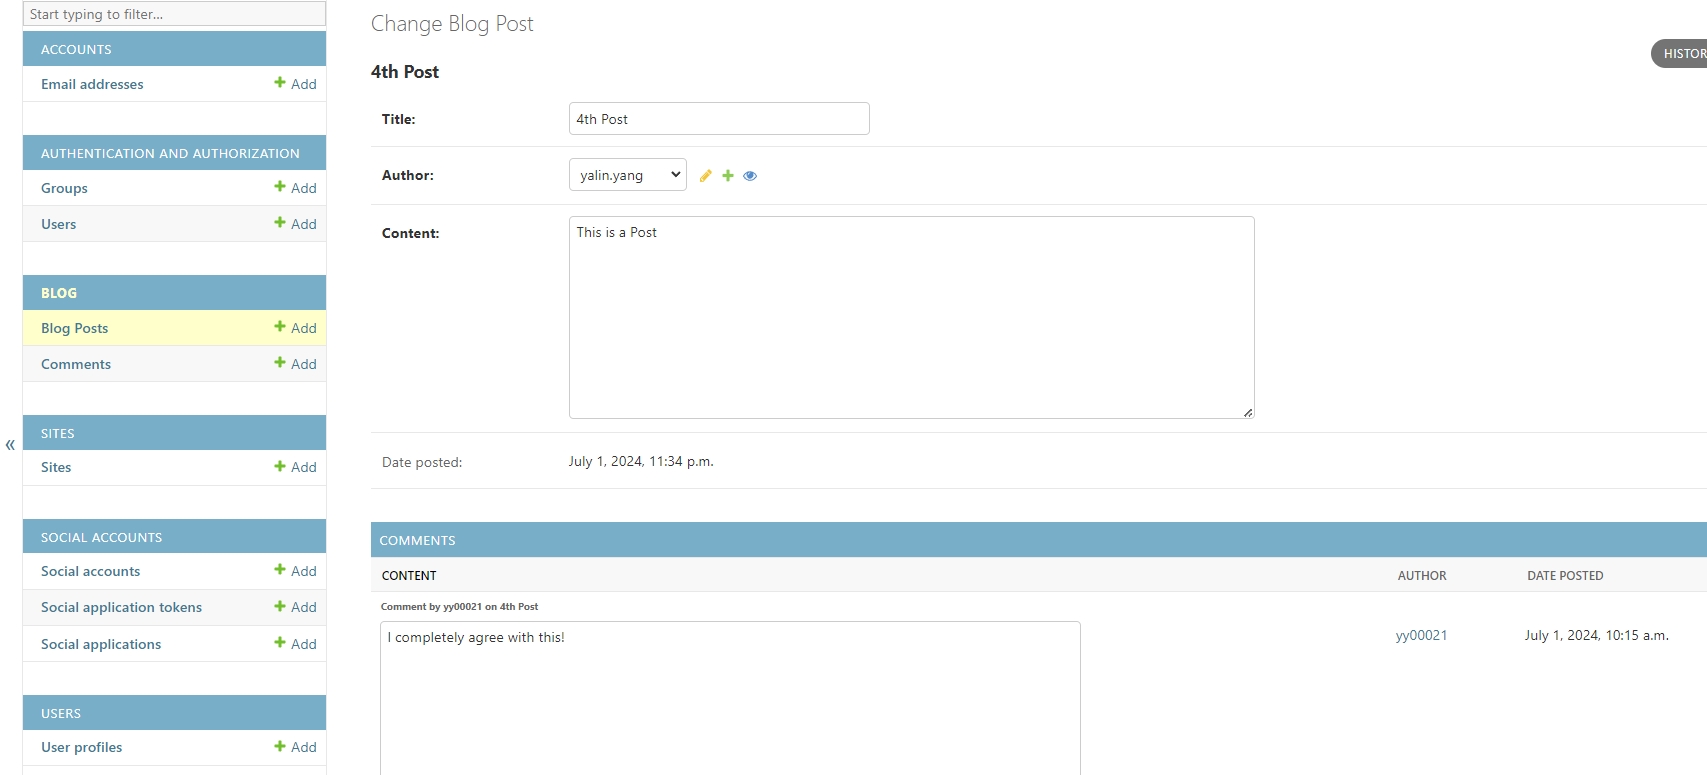 Start typing to filter...
ACCOUNTS
Email addresses Add
AUTHENTICATION AND AUTHORIZATION
Groups Add
Users Add
BLOG
Blog Posts Add
Comments Add
SITES
Sites Add
SOCIAL ACCOUNTS
Social accounts Add
Social application tokens Add
Social applications Add
USERS
User profiles Add
«
Change Blog Post
HISTOR
4th Post
Title: 4th Post
Author: yalin.yang
Content: This is a Post
Date posted: July 1, 2024, 11:34 p.m.
COMMENTS
CONTENT AUTHOR DATE POSTED
Comment by yy00021 on 4th Post
I completely agree with this! yy00021 July 1, 2024, 10:15 a.m.